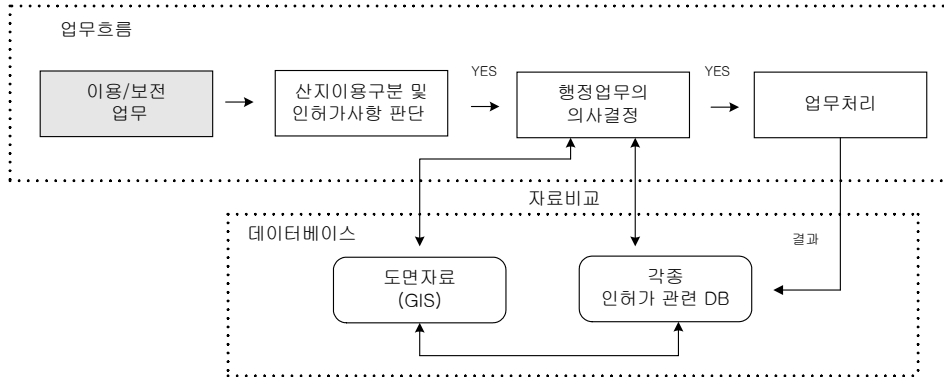 업무흐름
이용/보전
업무
산지이용구분 및
인허가사항 판단
YES
행정업무의
의사결정
YES
업무처리
자료비교
데이터베이스
결과
도면자료
(GIS)
각종
인허가 관련 DB